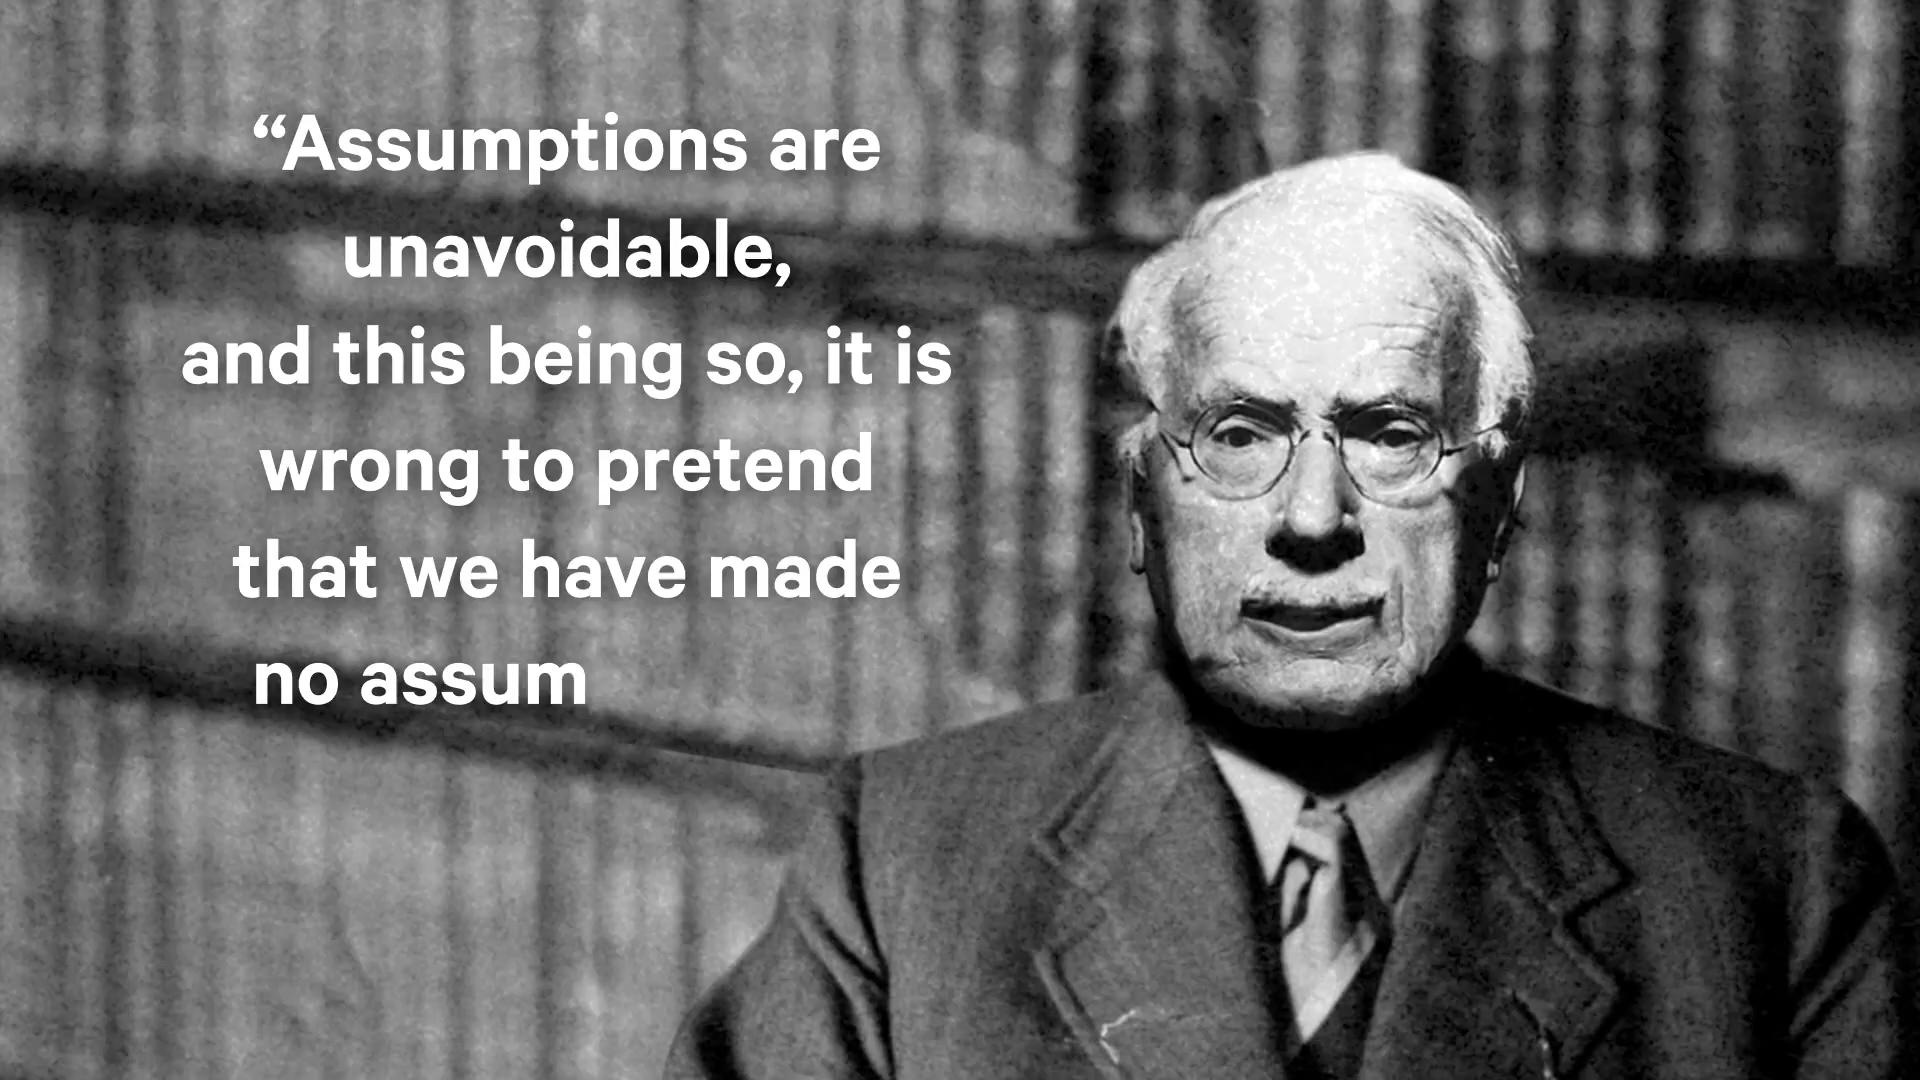 “Assumptions are
unavoidable,
and this being so, it is
wrong to pretend
that we have made
no assum